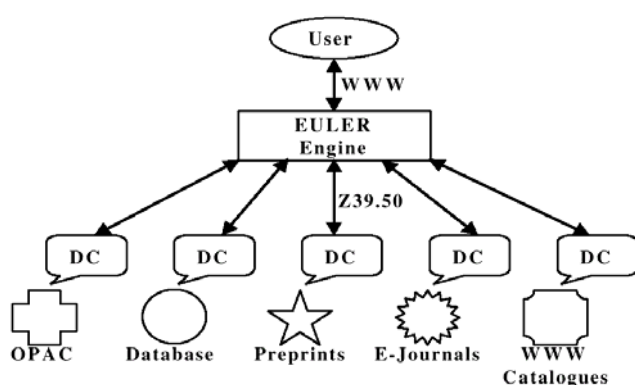 User
WWW
EULER
Engine
Z39.50
DC DC DC DC DC
OPAC Database Preprints E-Journals WWW
Catalogues